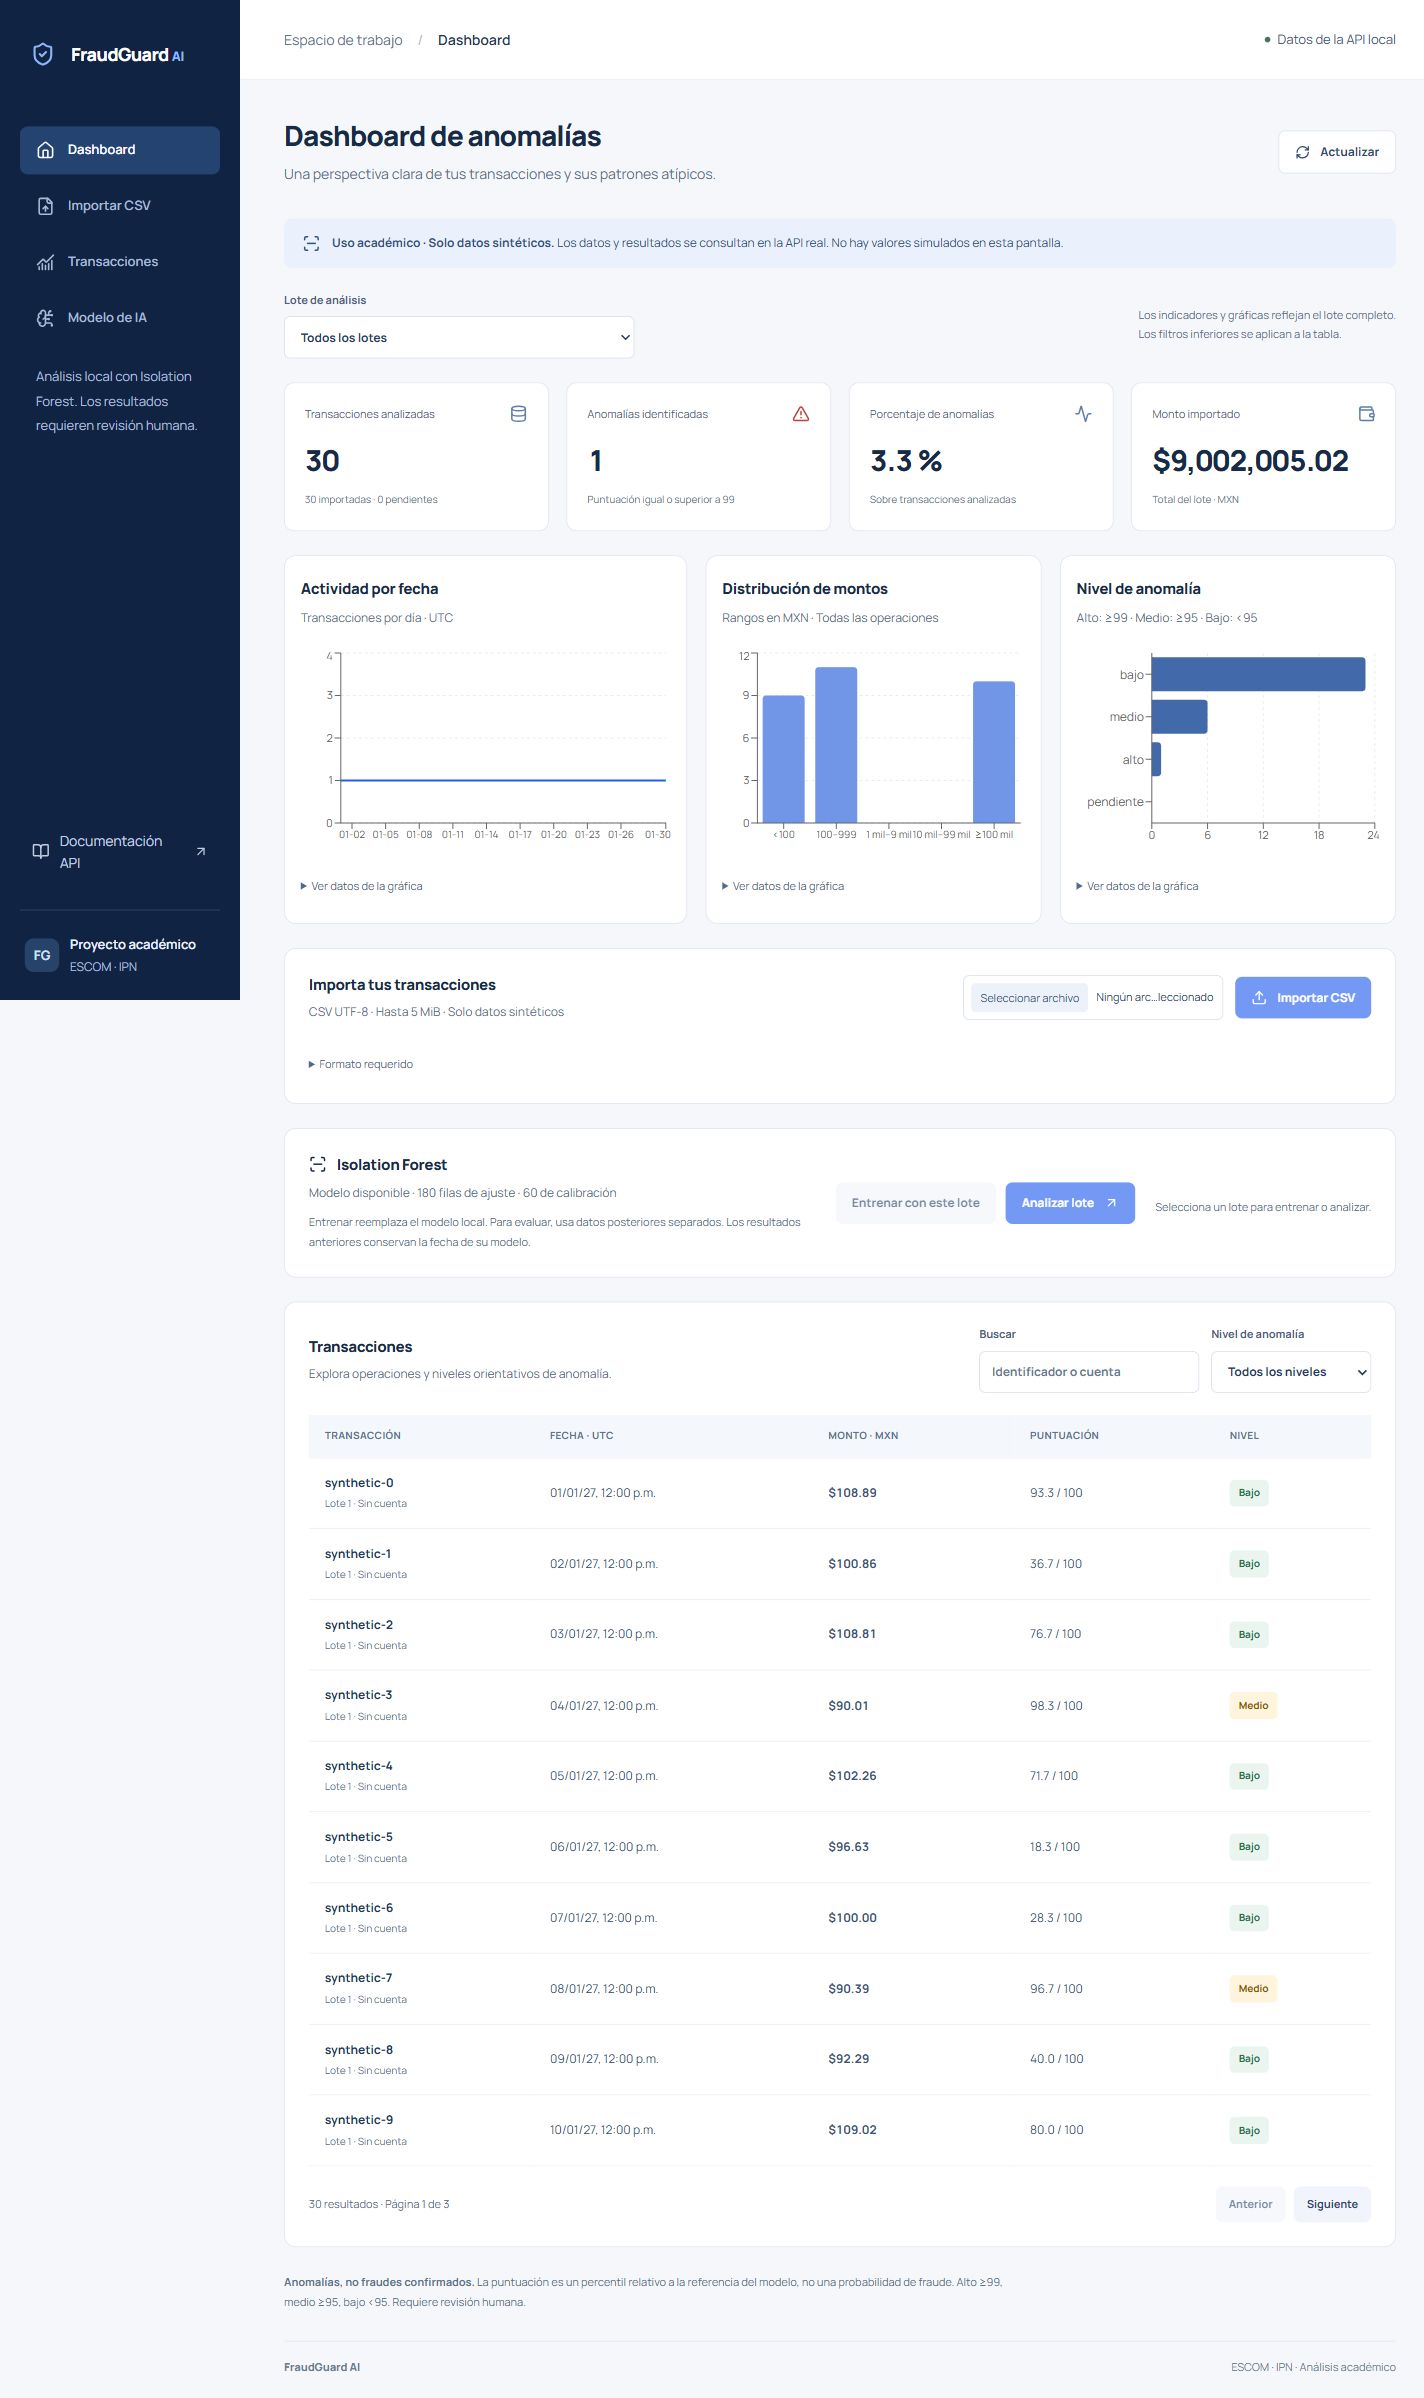 FraudGuard AI
Dashboard
Importar CSV
Transacciones
Modelo de IA
Análisis local con Isolation
Forest. Los resultados
requieren revisión humana.
Documentación
API
FG
Proyecto académico
ESCOM · IPN
Espacio de trabajo / Dashboard
Datos de la API local
Dashboard de anomalías
Una perspectiva clara de tus transacciones y sus patrones atípicos.
Actualizar
Uso académico · Solo datos sintéticos. Los datos y resultados se consultan en la API real. No hay valores simulados en esta pantalla.
Lote de análisis
Todos los lotes
Los indicadores y gráficas reflejan el lote completo.
Los filtros inferiores se aplican a la tabla.
Transacciones analizadas
30
30 importadas · 0 pendientes
Anomalías identificadas
1
Puntuación igual o superior a 99
Porcentaje de anomalías
3.3 %
Sobre transacciones analizadas
Monto importado
$9,002,005.02
Total del lote · MXN
Actividad por fecha
Transacciones por día · UTC
4
3
2
1
0
01-02 01-05 01-08 01-11 01-14 01-17 01-20 01-23 01-26 01-30
Ver datos de la gráfica
Distribución de montos
Rangos en MXN · Todas las operaciones
12
9
6
3
0
<100 100–999 1 mil–9 mil 10 mil–99 mil ≥100 mil
Ver datos de la gráfica
Nivel de anomalía
Alto: ≥99 · Medio: ≥95 · Bajo: <95
bajo
medio
alto
pendiente
0 6 12 18 24
Ver datos de la gráfica
Importa tus transacciones
CSV UTF-8 · Hasta 5 MiB · Solo datos sintéticos
Seleccionar archivo Ningún arc...leccionado
Importar CSV
Formato requerido
Isolation Forest
Modelo disponible · 180 filas de ajuste · 60 de calibración
Entrenar reemplaza el modelo local. Para evaluar, usa datos posteriores separados. Los resultados
anteriores conservan la fecha de su modelo.
Entrenar con este lote
Analizar lote
Selecciona un lote para entrenar o analizar.
Transacciones
Explora operaciones y niveles orientativos de anomalía.
Buscar
Identificador o cuenta
Nivel de anomalía
Todos los niveles
TRANSACCIÓN FECHA · UTC MONTO · MXN PUNTUACIÓN NIVEL
synthetic-0
Lote 1 · Sin cuenta
01/01/27, 12:00 p.m. $108.89 93.3 / 100 Bajo
synthetic-1
Lote 1 · Sin cuenta
02/01/27, 12:00 p.m. $100.86 36.7 / 100 Bajo
synthetic-2
Lote 1 · Sin cuenta
03/01/27, 12:00 p.m. $108.81 76.7 / 100 Bajo
synthetic-3
Lote 1 · Sin cuenta
04/01/27, 12:00 p.m. $90.01 98.3 / 100 Medio
synthetic-4
Lote 1 · Sin cuenta
05/01/27, 12:00 p.m. $102.26 71.7 / 100 Bajo
synthetic-5
Lote 1 · Sin cuenta
06/01/27, 12:00 p.m. $96.63 18.3 / 100 Bajo
synthetic-6
Lote 1 · Sin cuenta
07/01/27, 12:00 p.m. $100.00 28.3 / 100 Bajo
synthetic-7
Lote 1 · Sin cuenta
08/01/27, 12:00 p.m. $90.39 96.7 / 100 Medio
synthetic-8
Lote 1 · Sin cuenta
09/01/27, 12:00 p.m. $92.29 40.0 / 100 Bajo
synthetic-9
Lote 1 · Sin cuenta
10/01/27, 12:00 p.m. $109.02 80.0 / 100 Bajo
30 resultados · Página 1 de 3
Anterior
Siguiente
Anomalías, no fraudes confirmados. La puntuación es un percentil relativo a la referencia del modelo, no una probabilidad de fraude. Alto ≥99,
medio ≥95, bajo <95. Requiere revisión humana.
FraudGuard AI
ESCOM · IPN · Análisis académico